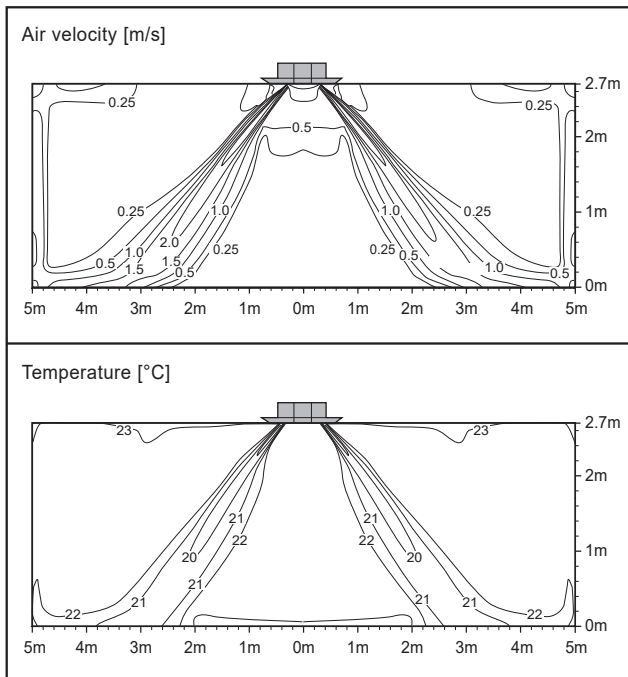 Air velocity [m/s]
2.7m
0.25 0.25
2m
0.5
1.0 1.0
0.25 0.25
1m
2.0
1.0
0.25 0.25
0.5 1.5 1.5 0.5 1.0
0.5 0.5
0m
5m 4m 3m 2m 1m 0m 1m 2m 3m 4m 5m
Temperature [°C]
2.7m
23 23
2m
21 21
22 22
1m
20 20
21 21
21 21
22 22
0m
5m 4m 3m 2m 1m 0m 1m 2m 3m 4m 5m